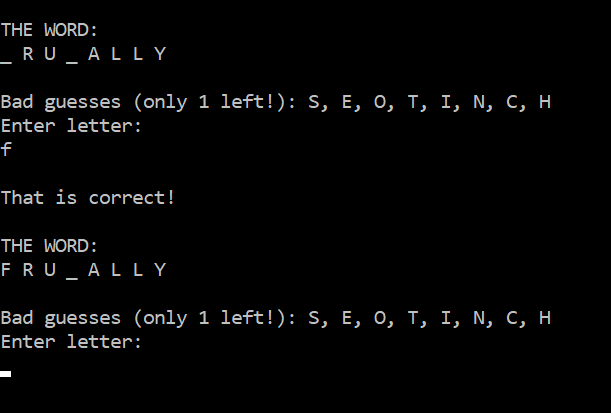 THE WORD:
_ R U _ A L L Y
Bad guesses (only 1 left!): S, E, O, T, I, N, C, H
Enter letter:
f
That is correct!
THE WORD:
F R U _ A L L Y
Bad guesses (only 1 left!): S, E, O, T, I, N, C, H
Enter letter: